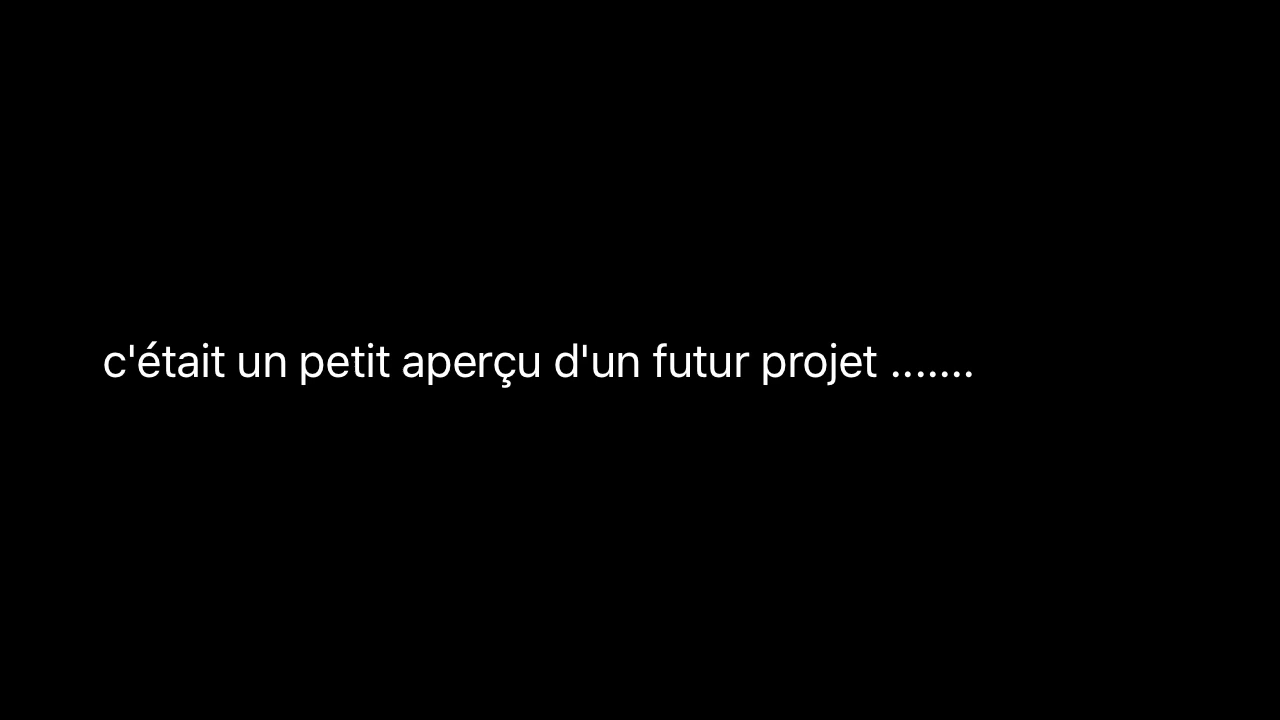 c'était un petit aperçu d'un futur projet .......